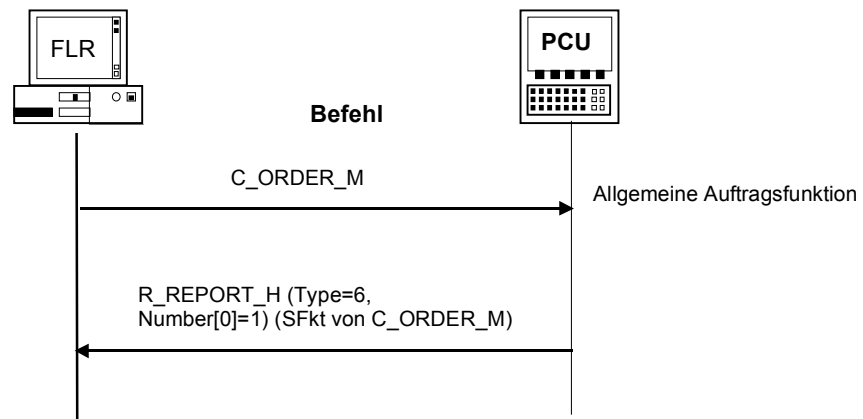 FLR
PCU
Befehl
C_ORDER_M
Allgemeine Auftragsfunktion
R_REPORT_H (Type=6,
Number[0]=1) (SFkt von C_ORDER_M)